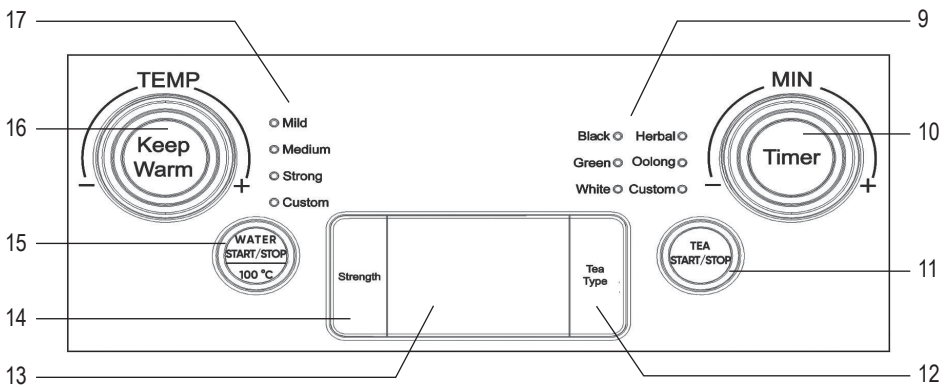 17
9
TEMP
MIN
16
Keep
Warm
− +
Mild
Medium
Strong
Custom
Black Herbal
Green Oolong
White Custom
10
Timer
− +
15
WATER
START/STOP
100 °C
TEA
START/STOP
11
Strength
Tea
Type
14
13
12